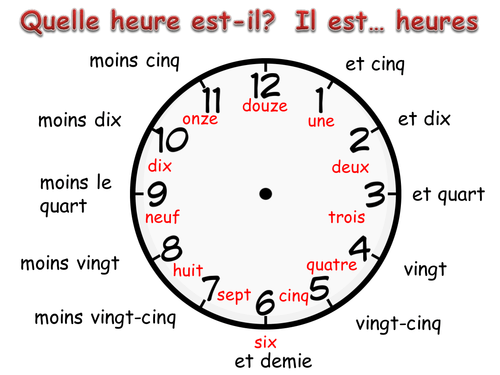 Quelle heure est-il? Il est... heures
moins cinq
et cinq
12
douze
11
onze
1
une
moins dix
et dix
10
dix
2
deux
moins le
quart
9
neuf
3
trois
et quart
moins vingt
8
huit
4
quatre
vingt
7
sept
6
cinq
5
moins vingt-cinq
vingt-cinq
six
et demie